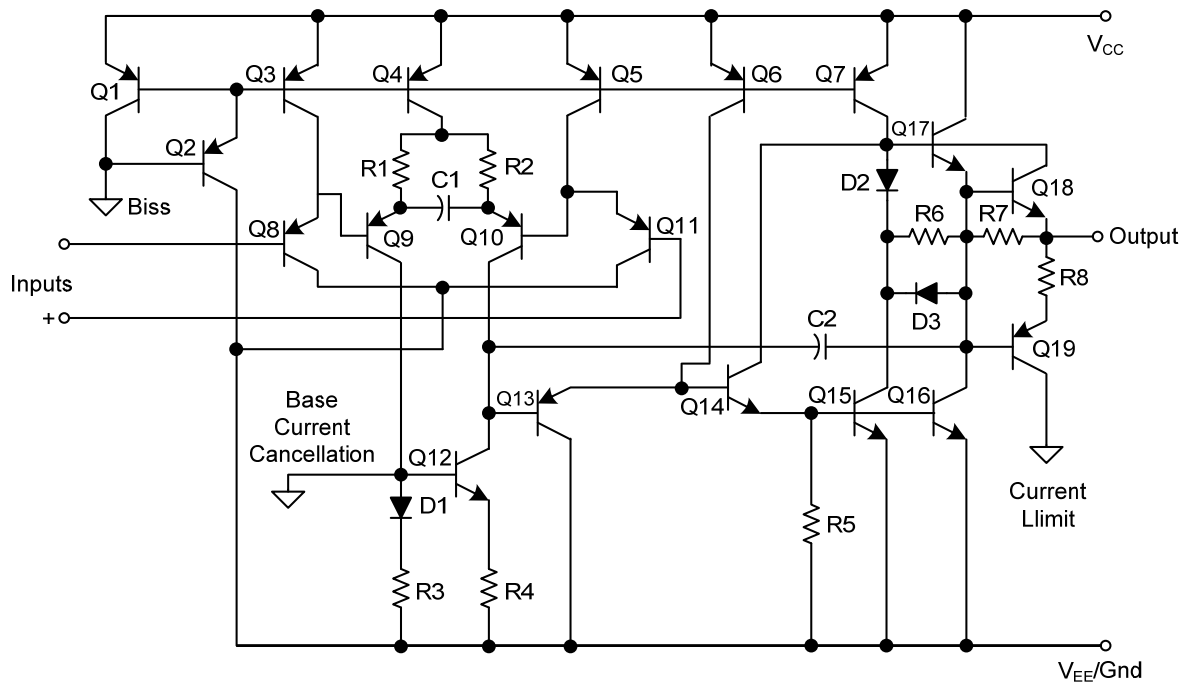 V_CC
Q1
Q3
Q4
Q5
Q6
Q7
Q17
Q2
R1
R2
C1
D2
Q18
Biss
Q8
Q9
Q10
Q11
R6
R7
Output
Inputs
+
D3
R8
C2
Q19
Base
Current
Cancellation
Q13
Q14
Q15
Q16
Q12
D1
Current
Llimit
R5
R3
R4
V_EE/Gnd